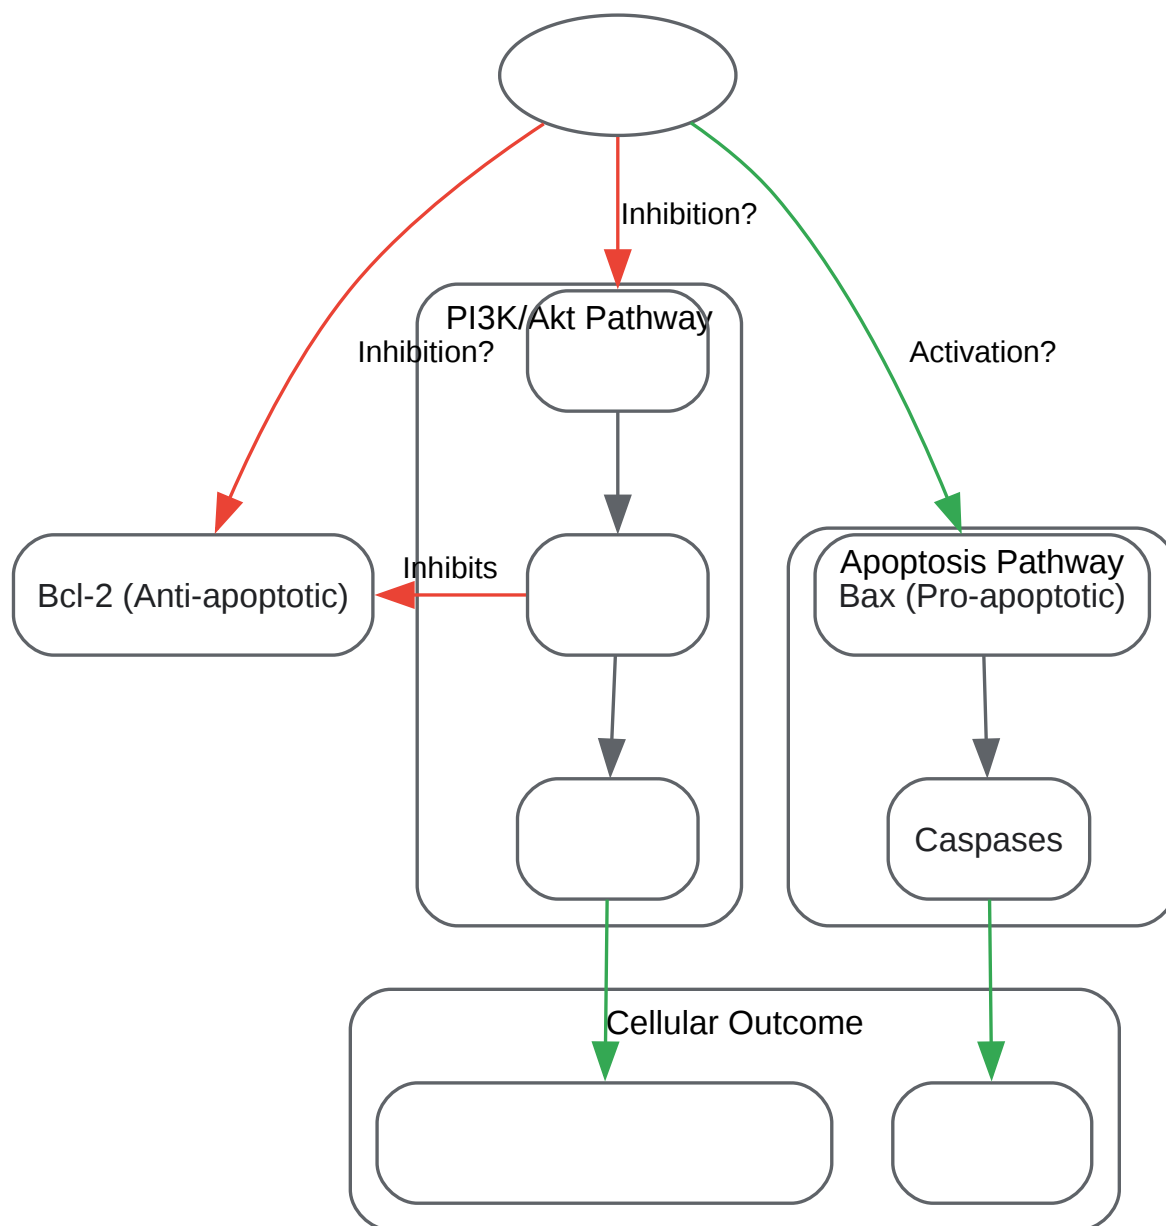 Inhibition?
PI3K/Akt Pathway
Inhibition?
Activation?
Inhibits
Bcl-2 (Anti-apoptotic)
Apoptosis Pathway
Bax (Pro-apoptotic)
Caspases
Cellular Outcome